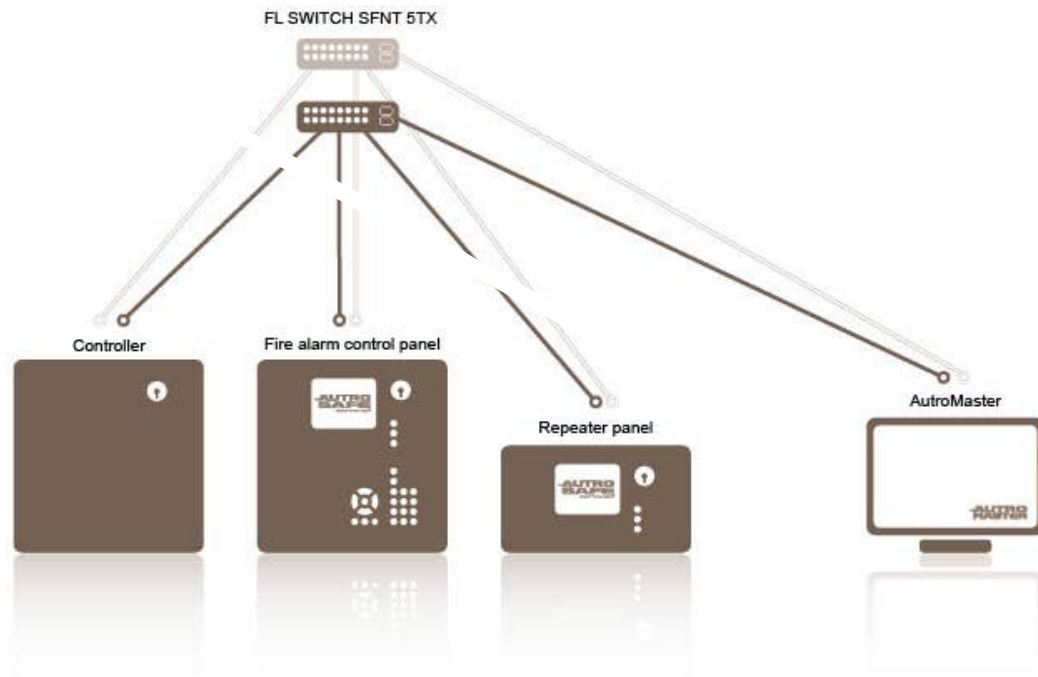 FL SWITCH SFNT 5TX
Controller
Fire alarm control panel
AUTRO
SAFE
Repeater panel
AUTRO
SAFE
AutroMaster
AUTRO
MASTER